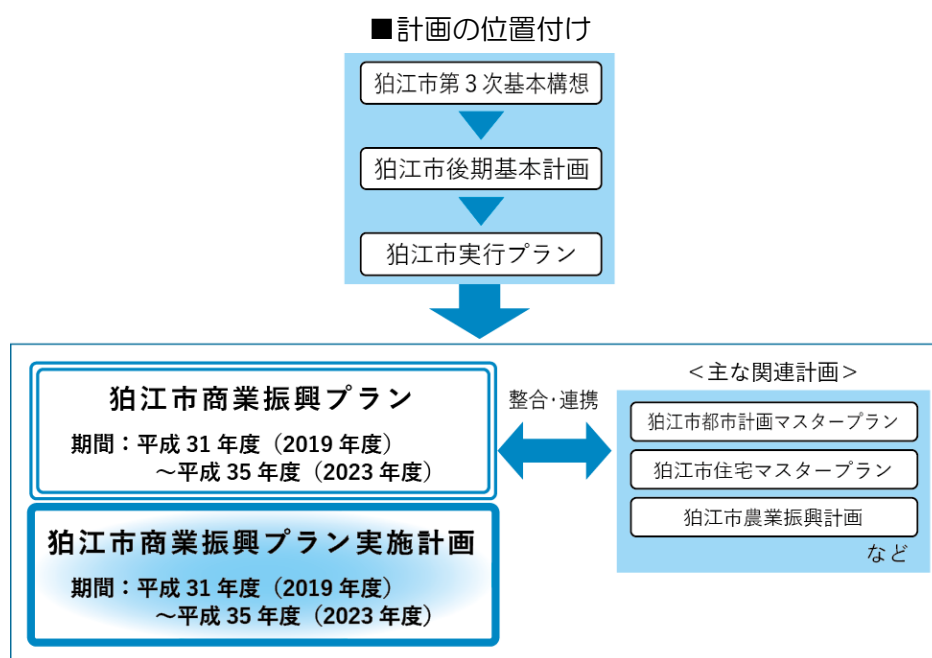 ■計画の位置付け
狛江市第3次基本構想
狛江市後期基本計画
狛江市実行プラン
狛江市商業振興プラン
期間：平成 31 年度（2019 年度）
～平成 35 年度（2023 年度）
狛江市商業振興プラン実施計画
期間：平成 31 年度（2019 年度）
～平成 35 年度（2023 年度）
整合・連携
＜主な関連計画＞
狛江市都市計画マスタープラン
狛江市住宅マスタープラン
狛江市農業振興計画
など